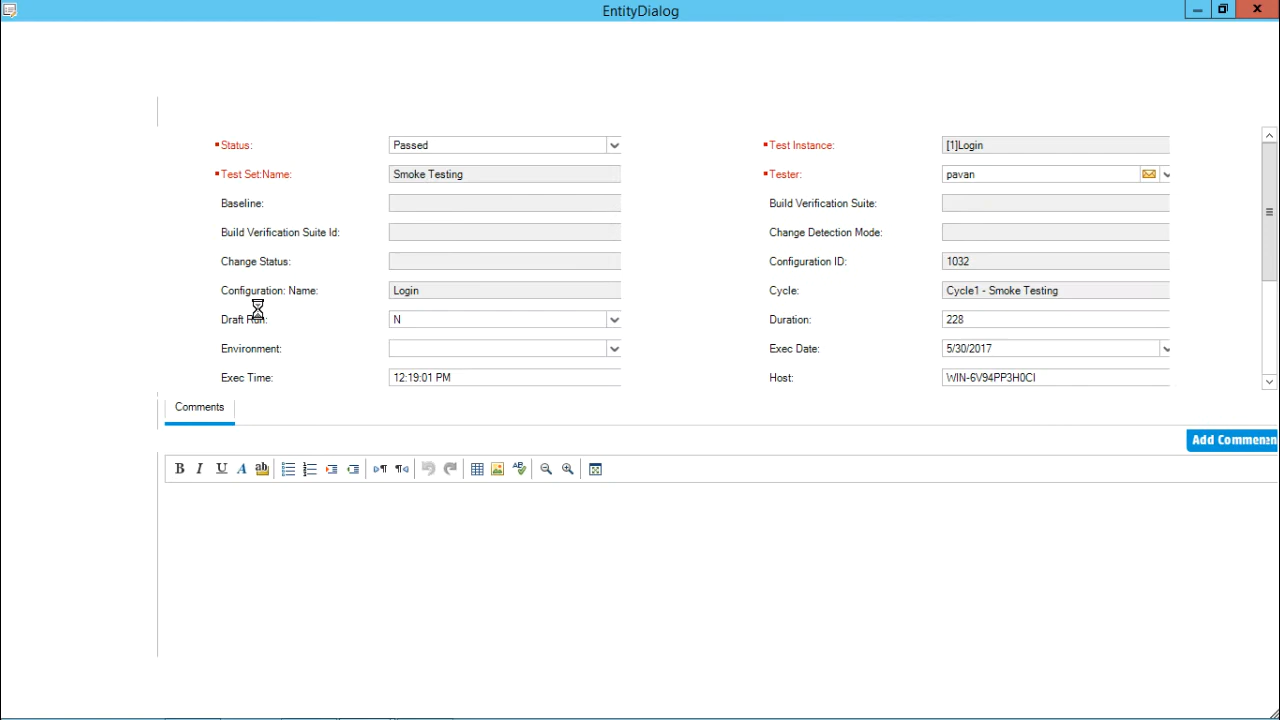 EntityDialog
Status: Passed Test Instance: [1]Login
Test Set:Name: Smoke Testing Tester: pavan
Baseline: Build Verification Suite:
Build Verification Suite Id: Change Detection Mode:
Change Status: Configuration ID: 1032
Configuration: Name: Login Cycle: Cycle1 - Smoke Testing
Draft Run: N Duration: 228
Environment: Exec Date: 5/30/2017
Exec Time: 12:19:01 PM Host: WIN-6V94PP3H0CI
Comments
Add Commen
B I U A ab